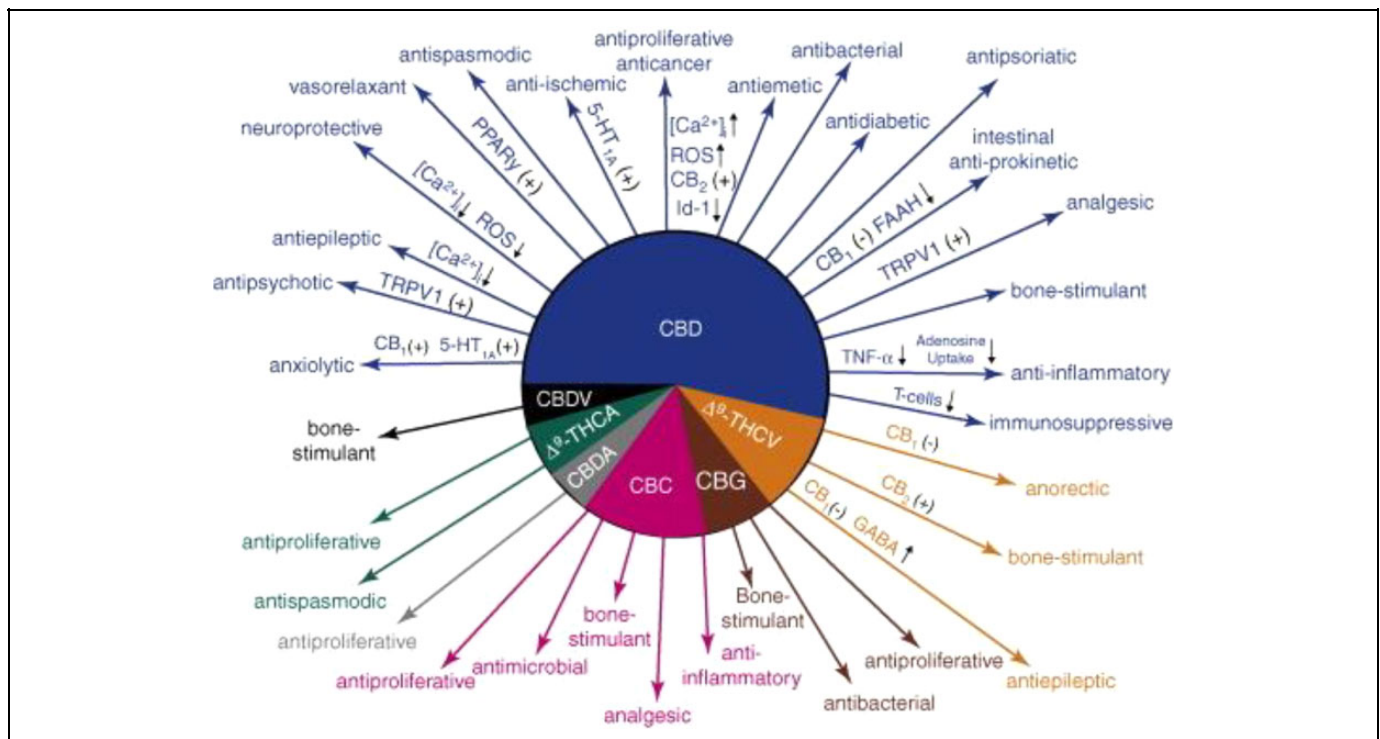 antiproliferative
anticancer
antispasmodic
antibacterial
antipsoriatic
vasorelaxant
anti-ischemic
antiemetic
neuroprotective
antidiabetic
intestinal
anti-prokinetic
analgesic
antiepileptic
antipsychotic
bone-stimulant
anxiolytic
anti-inflammatory
immunosuppressive
PPARγ (+)
5-HT1A (+)
[Ca2+]i↑
ROS↑
CB2 (+)
Id-1↓
[Ca2+]i↓ ROS↓
[Ca2+]i↓
TRPV1 (+)
CB1(+) 5-HT1A(+)
CB1 (-) FAAH↓
TRPV1 (+)
TNF-α↓
Adenosine
Uptake↓
T-cells↓
CBD
CBDV
Δ9-THCA
CBDA
CBC
CBG
Δ9-THCV
CB1 (-)
anorectic
CB2 (+)
bone-stimulant
CB1(-) GABA↑
antiepileptic
bone-
stimulant
antiproliferative
antispasmodic
antiproliferative
antiproliferative
antimicrobial
bone-
stimulant
analgesic
anti-
inflammatory
Bone-
stimulant
antibacterial
antiproliferative